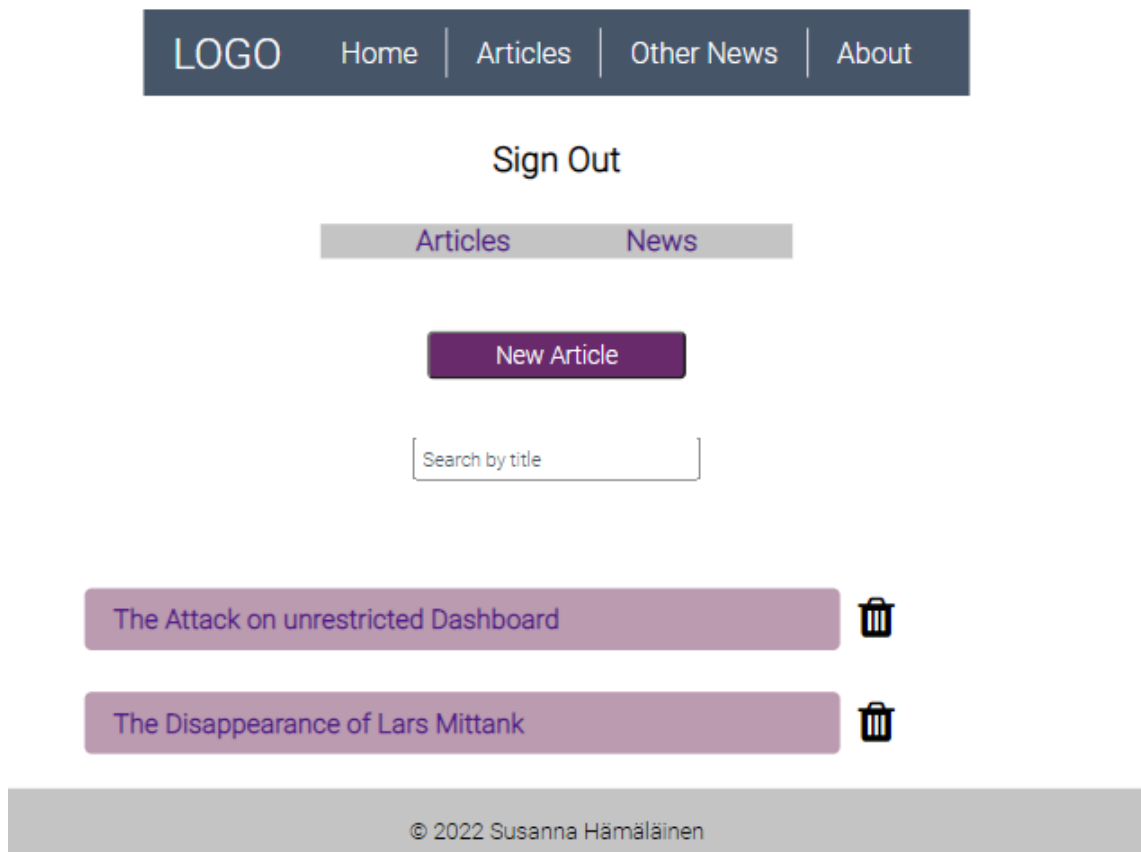 LOGO Home Articles Other News About
Sign Out
Articles News
New Article
Search by title
The Attack on unrestricted Dashboard
The Disappearance of Lars Mittank
© 2022 Susanna Hämäläinen